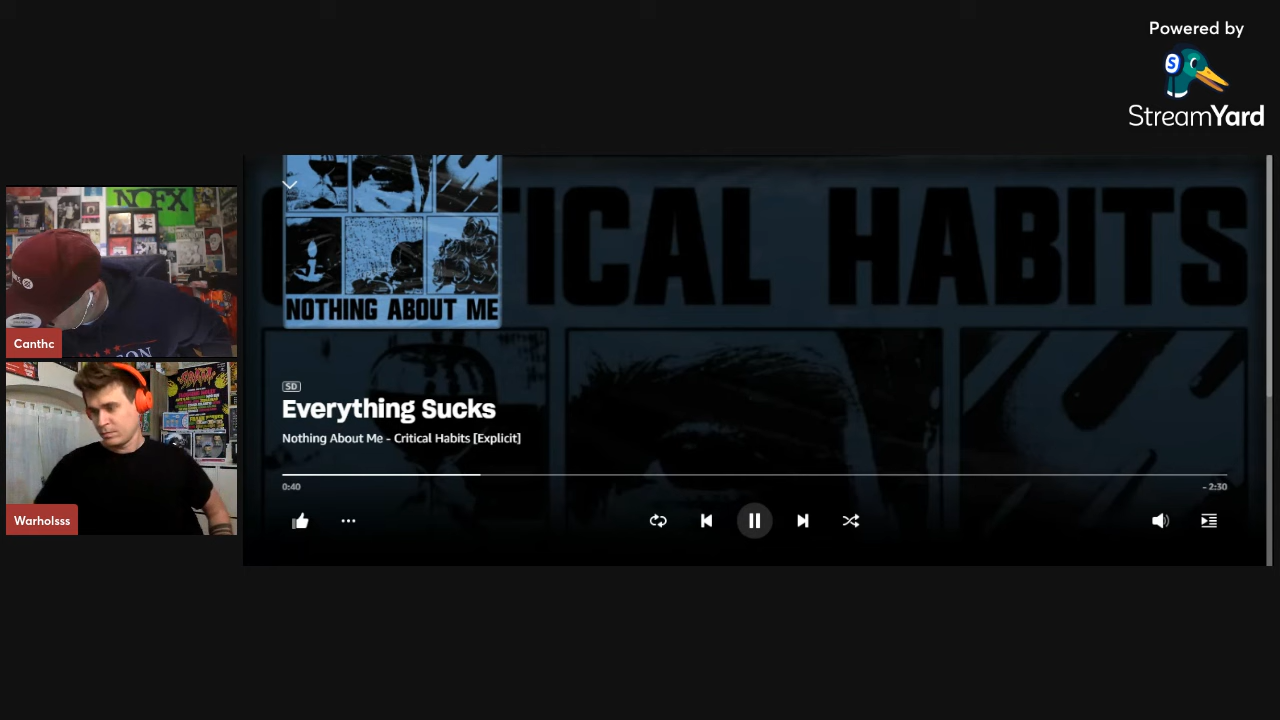 Powered by
S
StreamYard
NOFX
Canthc
Warholsss
CRITICAL HABITS
NOTHING ABOUT ME
SD
Everything Sucks
Nothing About Me - Critical Habits [Explicit]
0:40
- 2:30